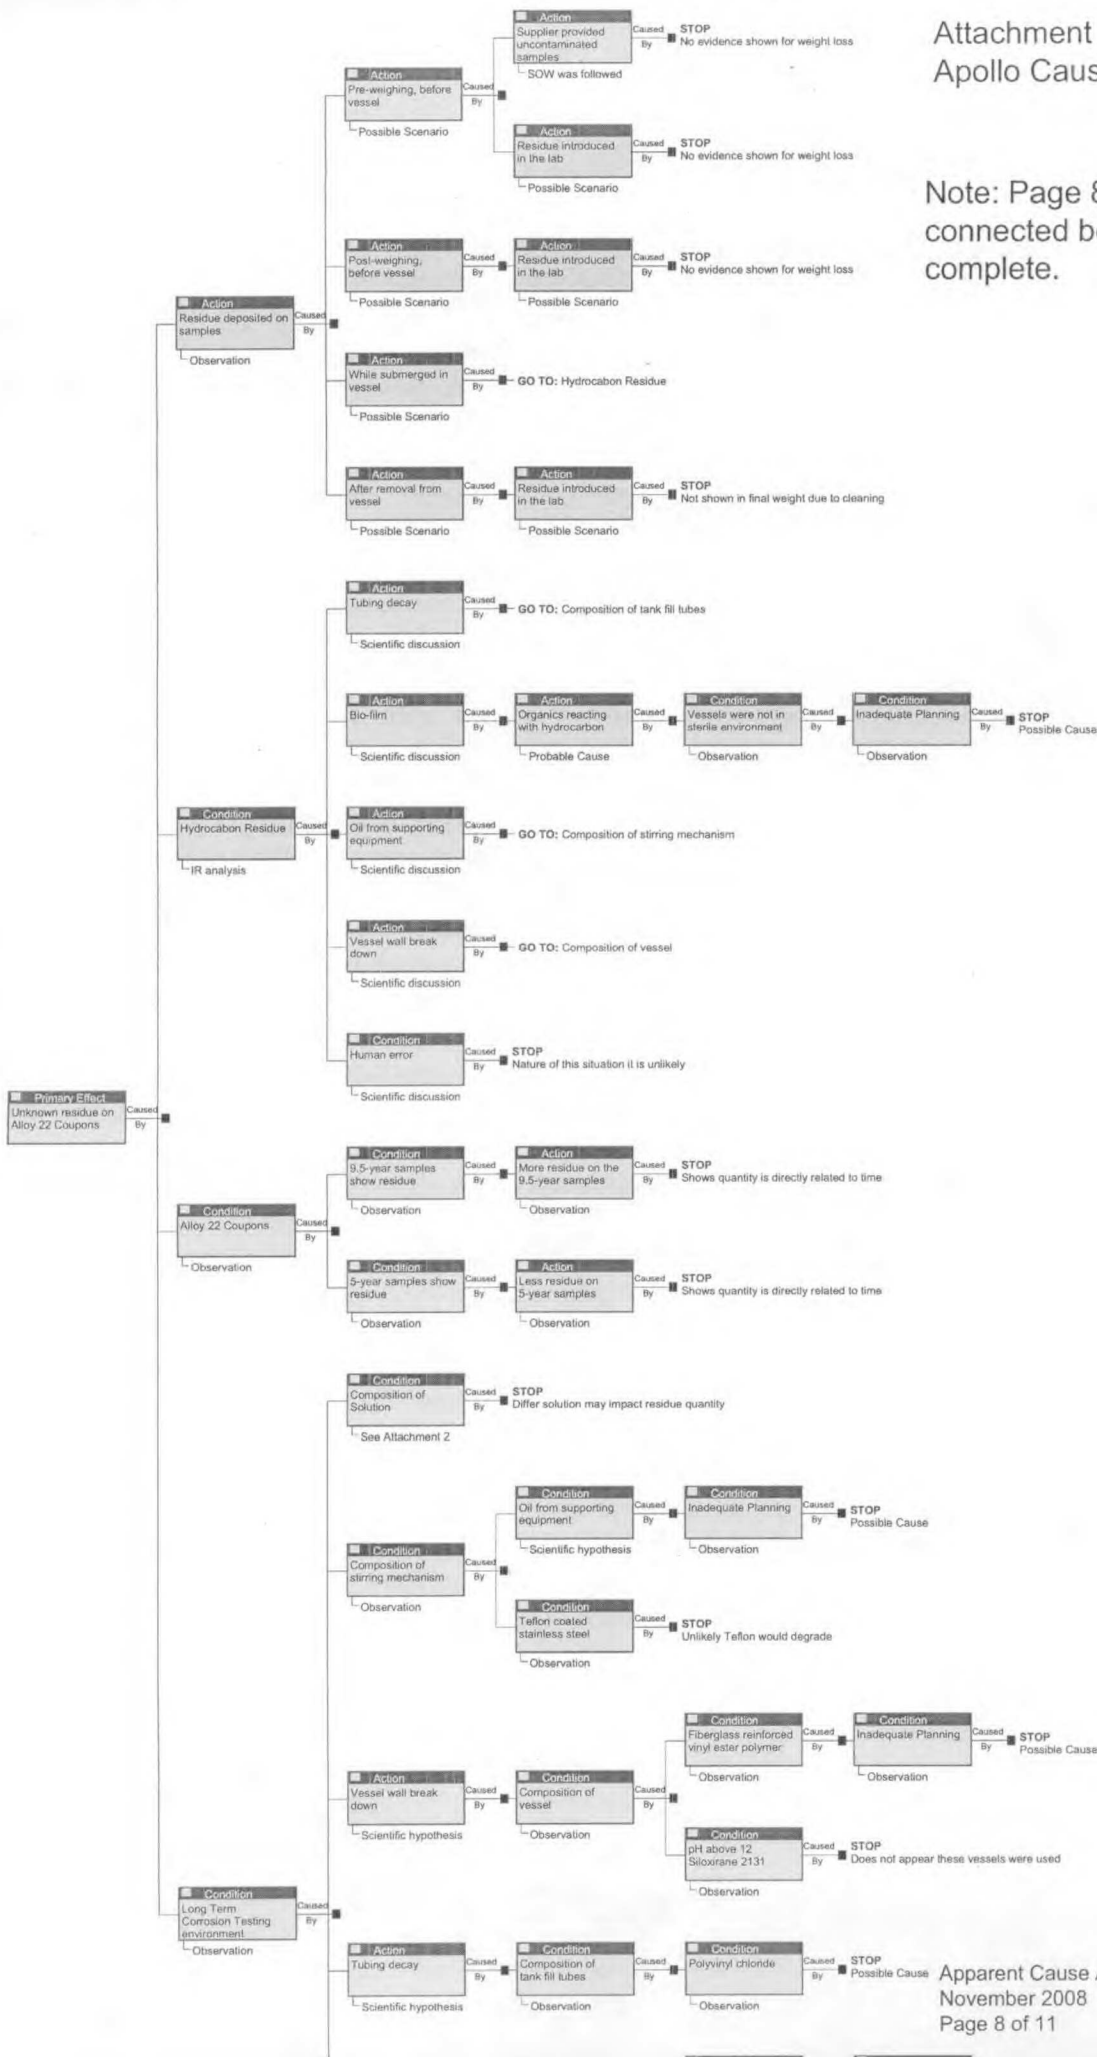 Attachment
Apollo Caus
Note: Page 8
connected b
complete.
Primary Effect
Unknown residue on
Alloy 22 Coupons
Caused
By
Action
Residue deposited on
samples
Observation
Caused
By
Action
Pre-weighing, before
vessel
Possible Scenario
Caused
By
Action
Supplier provided
uncontaminated
samples
SOW was followed
Caused
By
STOP
No evidence shown for weight loss
Action
Residue introduced
in the lab
Possible Scenario
Caused
By
STOP
No evidence shown for weight loss
Action
Post-weighing,
before vessel
Possible Scenario
Caused
By
Action
Residue introduced
in the lab
Possible Scenario
Caused
By
STOP
No evidence shown for weight loss
Action
While submerged in
vessel
Possible Scenario
Caused
By
GO TO: Hydrocabon Residue
Action
After removal from
vessel
Possible Scenario
Caused
By
Action
Residue introduced
in the lab
Possible Scenario
Caused
By
STOP
Not shown in final weight due to cleaning
Condition
Hydrocabon Residue
IR analysis
Caused
By
Action
Tubing decay
Scientific discussion
Caused
By
GO TO: Composition of tank fill tubes
Action
Bio-film
Scientific discussion
Caused
By
Action
Organics reacting
with hydrocarbon
Probable Cause
Caused
By
Condition
Vessels were not in
sterile environment
Observation
Caused
By
Condition
Inadequate Planning
Observation
Caused
By
STOP
Possible Cause
Action
Oil from supporting
equipment
Scientific discussion
Caused
By
GO TO: Composition of stirring mechanism
Action
Vessel wall break
down
Scientific discussion
Caused
By
GO TO: Composition of vessel
Condition
Human error
Scientific discussion
Caused
By
STOP
Nature of this situation it is unlikely
Condition
Alloy 22 Coupons
Observation
Caused
By
Condition
9.5-year samples
show residue
Observation
Caused
By
Action
More residue on the
9.5-year samples
Observation
Caused
By
STOP
Shows quantity is directly related to time
Condition
5-year samples show
residue
Observation
Caused
By
Action
Less residue on
5-year samples
Observation
Caused
By
STOP
Shows quantity is directly related to time
Condition
Long Term
Corrosion Testing
environment
Observation
Caused
By
Condition
Composition of
Solution
See Attachment 2
Caused
By
STOP
Differ solution may impact residue quantity
Condition
Composition of
stirring mechanism
Observation
Caused
By
Condition
Oil from supporting
equipment
Scientific hypothesis
Caused
By
Condition
Inadequate Planning
Observation
Caused
By
STOP
Possible Cause
Condition
Teflon coated
stainless steel
Observation
Caused
By
STOP
Unlikely Teflon would degrade
Action
Vessel wall break
down
Scientific hypothesis
Caused
By
Condition
Composition of
vessel
Observation
Caused
By
Condition
Fiberglass reinforced
vinyl ester polymer
Observation
Caused
By
Condition
Inadequate Planning
Observation
Caused
By
STOP
Possible Cause
Condition
pH above 12
Siloxirane 2131
Observation
Caused
By
STOP
Does not appear these vessels were used
Action
Tubing decay
Scientific hypothesis
Caused
By
Condition
Composition of
tank fill tubes
Observation
Caused
By
Condition
Polyvinyl chloride
Observation
Caused
By
STOP
Possible Cause
Apparent Cause
November 2008
Page 8 of 11